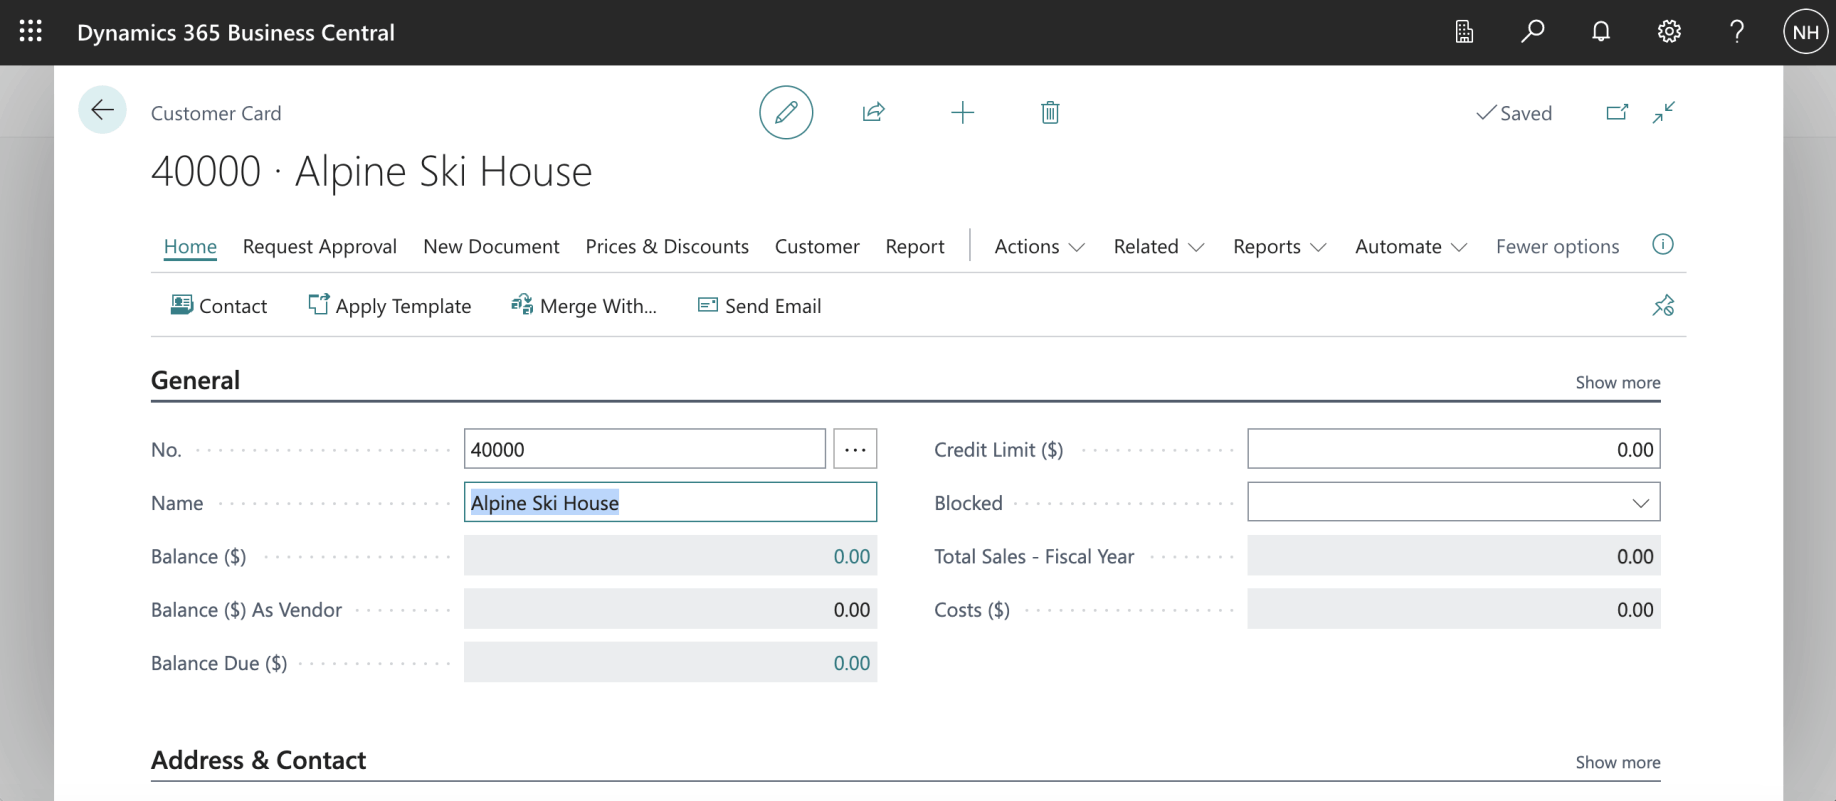 Dynamics 365 Business Central
NH
Customer Card
Saved
40000 · Alpine Ski House
Home Request Approval New Document Prices & Discounts Customer Report Actions Related Reports Automate Fewer options
Contact Apply Template Merge With... Send Email
General Show more
No. 40000 ... Credit Limit ($) 0.00
Name Alpine Ski House Blocked
Balance ($) 0.00 Total Sales - Fiscal Year 0.00
Balance ($) As Vendor 0.00 Costs ($) 0.00
Balance Due ($) 0.00
Address & Contact Show more